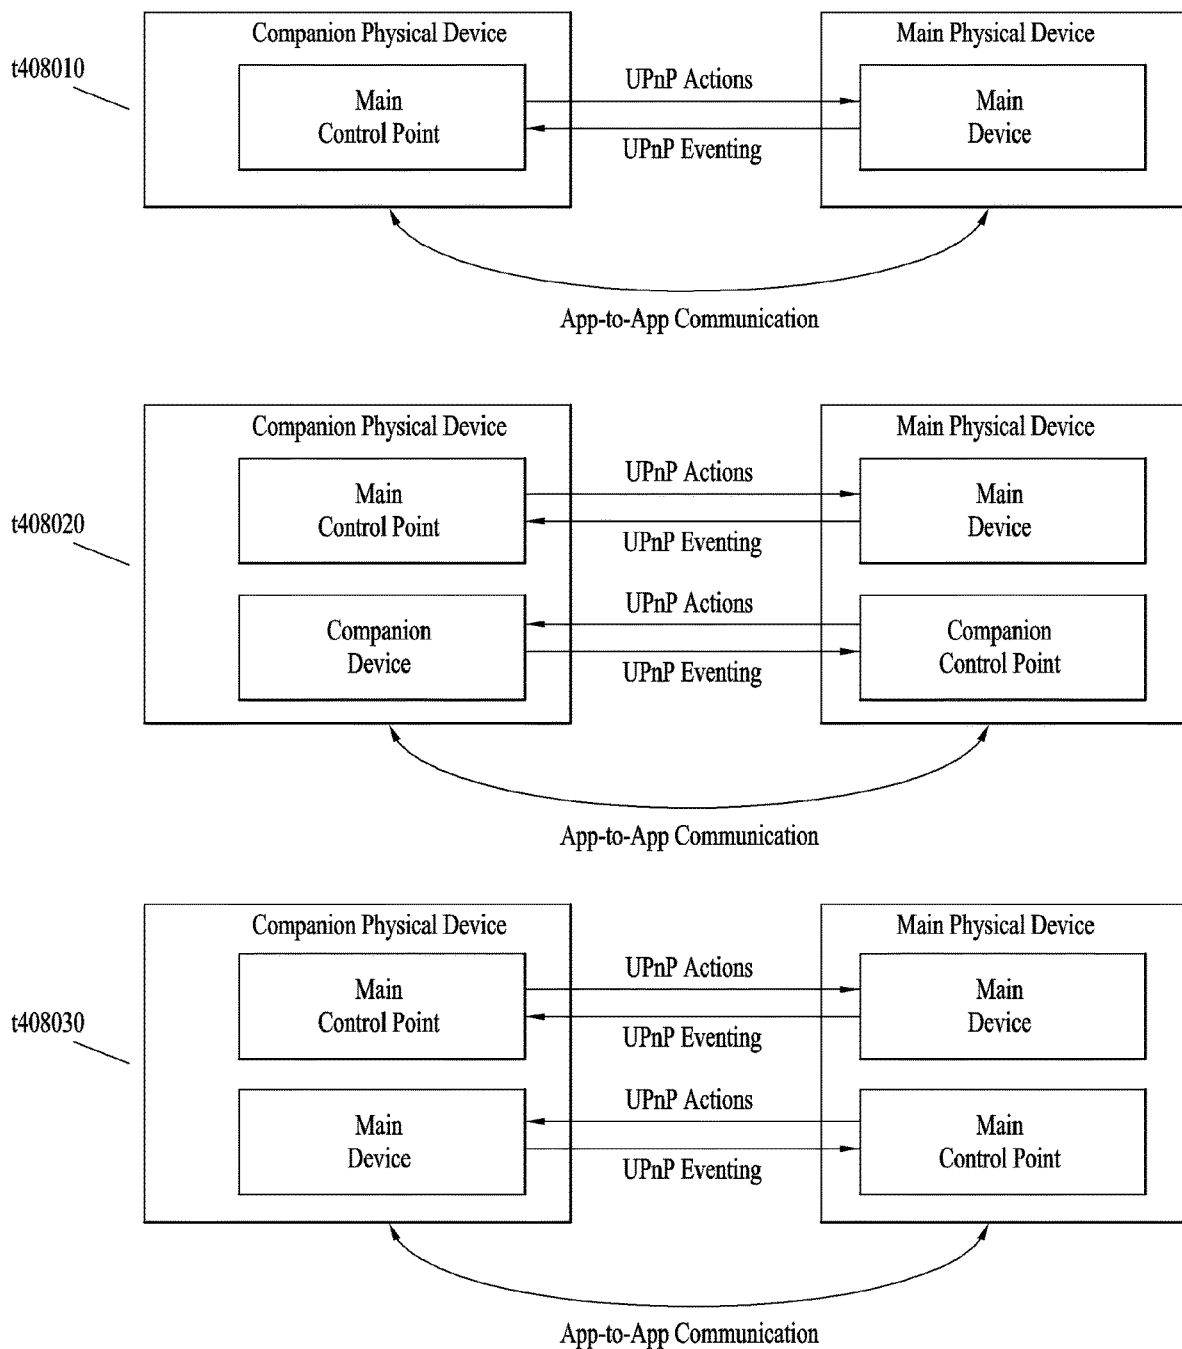 Companion Physical Device
Main Physical Device
t408010
Main
Control Point
UPnP Actions
UPnP Eventing
Main
Device
App-to-App Communication
Companion Physical Device
Main Physical Device
t408020
Main
Control Point
UPnP Actions
UPnP Eventing
Main
Device
Companion
Device
UPnP Actions
UPnP Eventing
Companion
Control Point
App-to-App Communication
Companion Physical Device
Main Physical Device
t408030
Main
Control Point
UPnP Actions
UPnP Eventing
Main
Device
Main
Device
UPnP Actions
UPnP Eventing
Main
Control Point
App-to-App Communication